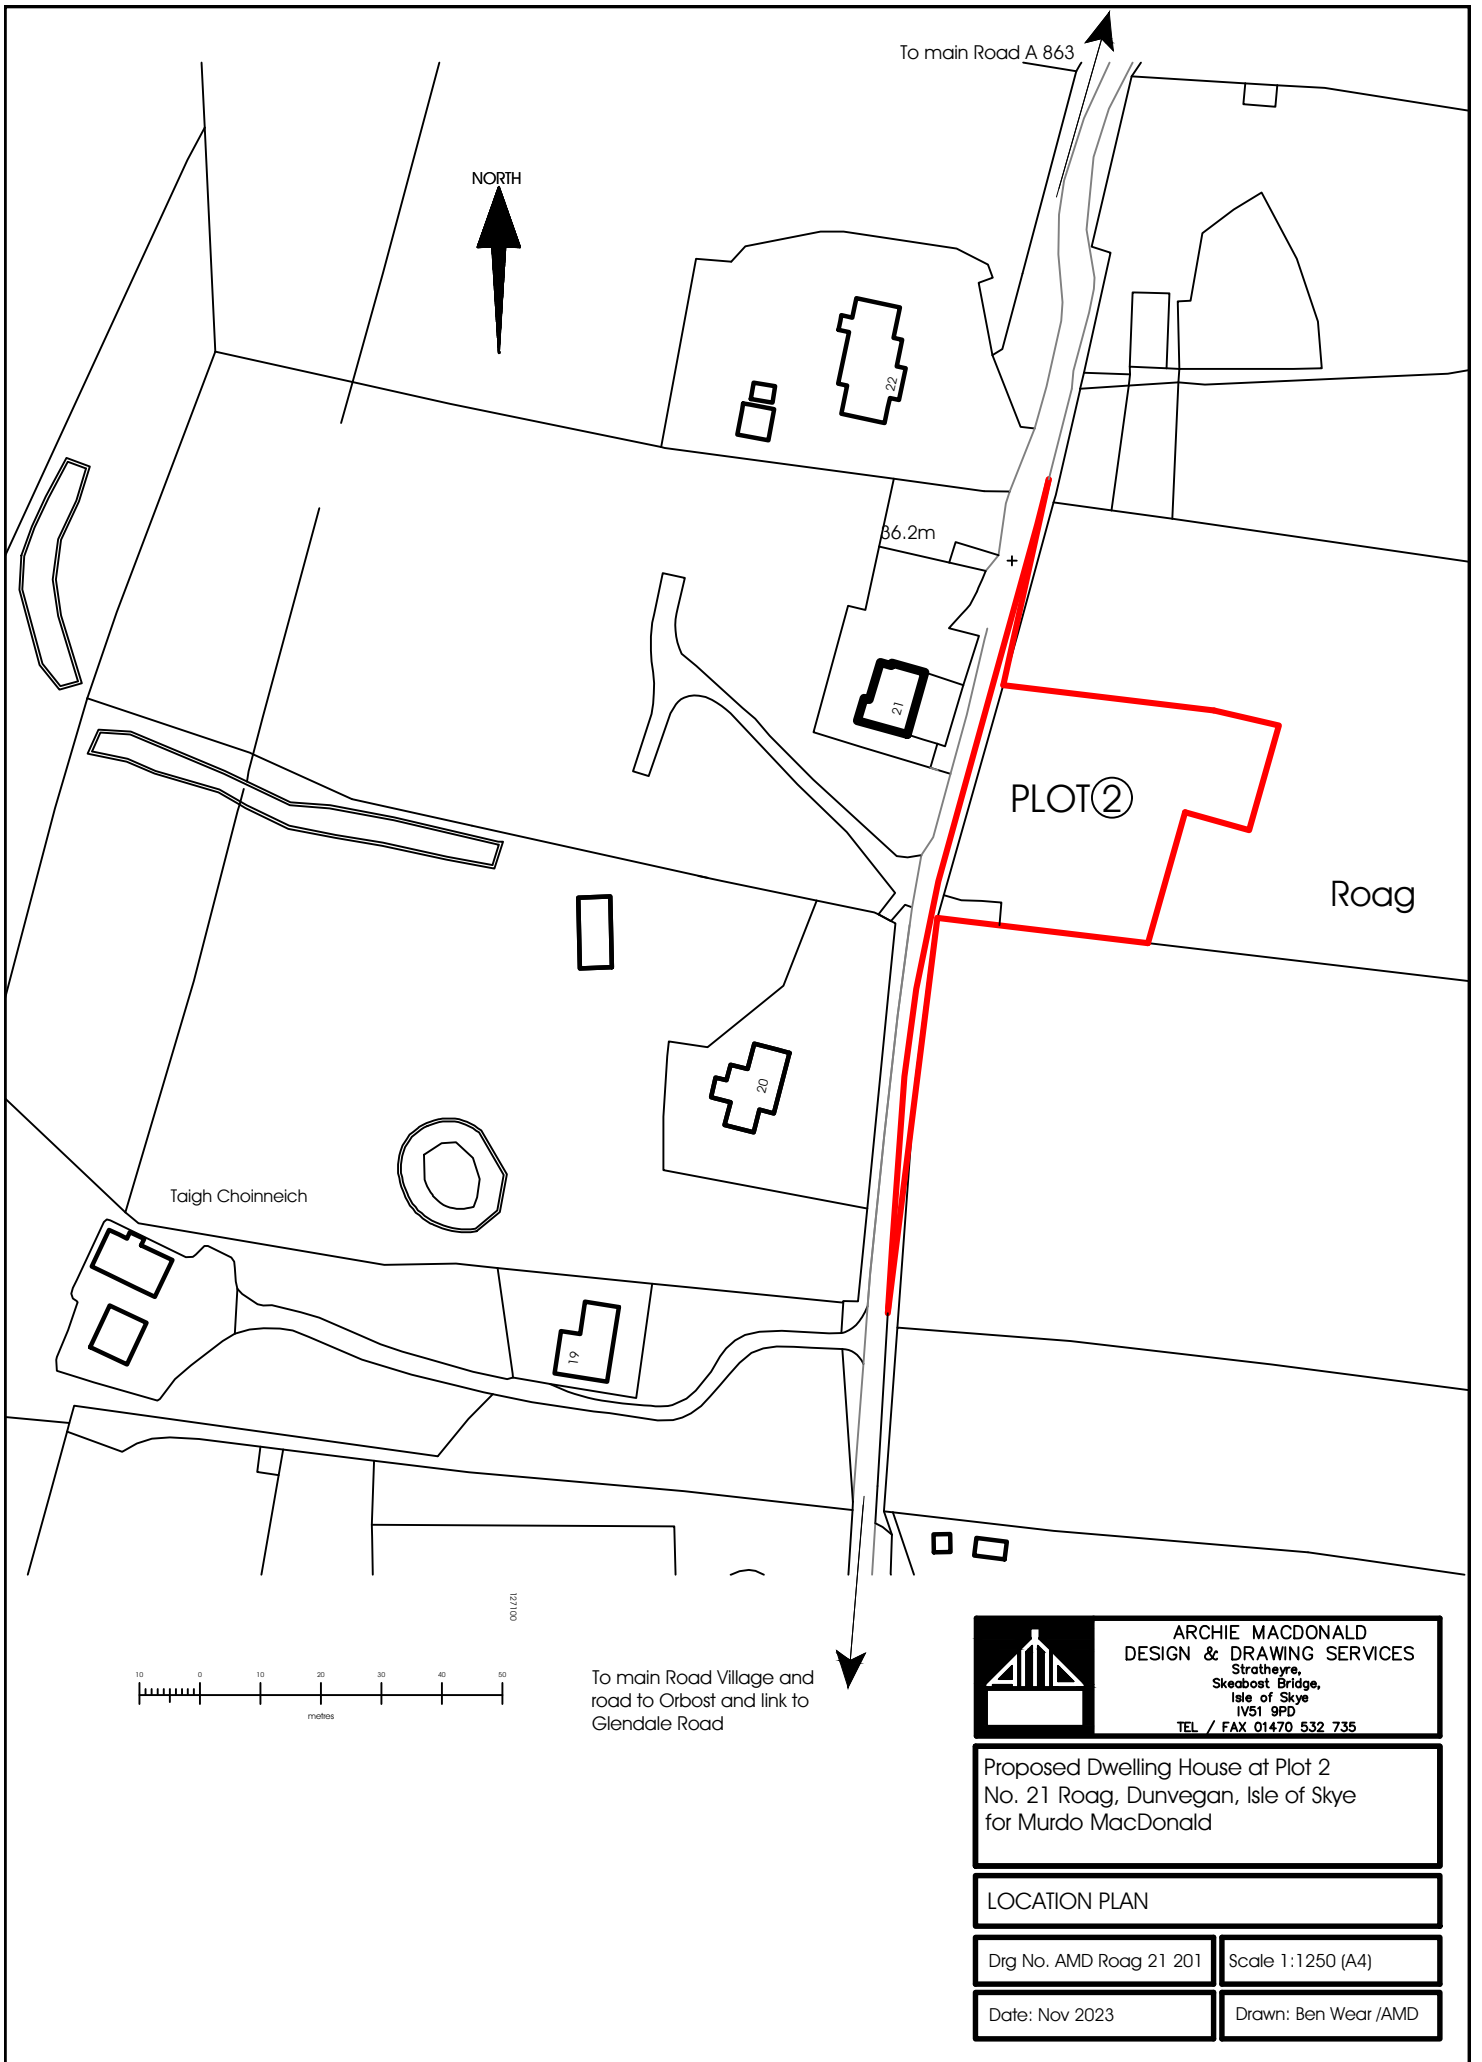 To main Road A 863
NORTH
22
36.2m
21
PLOT 2
Roag
20
Taigh Choinneich
19
127100
10 0 10 20 30 40 50
metres
To main Road Village and
road to Orbost and link to
Glendale Road
ARCHIE MACDONALD
DESIGN & DRAWING SERVICES
Stratheyre,
Skeabost Bridge,
Isle of Skye
IV51 9PD
TEL / FAX 01470 532 735
Proposed Dwelling House at Plot 2
No. 21 Roag, Dunvegan, Isle of Skye
for Murdo MacDonald
LOCATION PLAN
Drg No. AMD Roag 21 201
Scale 1:1250 (A4)
Date: Nov 2023
Drawn: Ben Wear /AMD